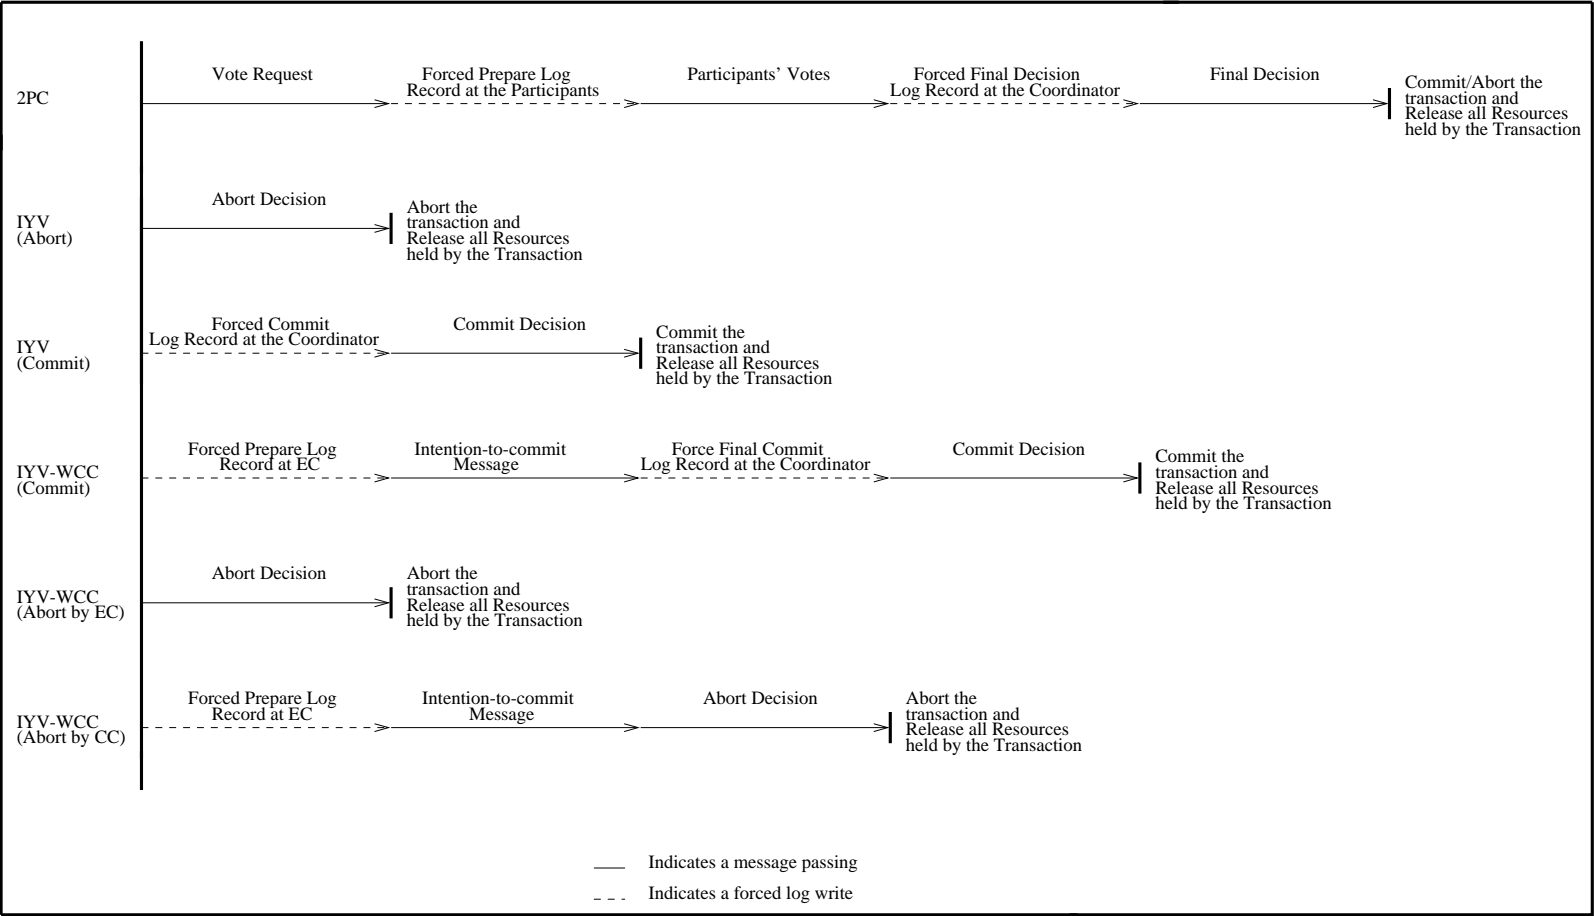 Vote Request
Forced Prepare Log
Record at the Participants
Participants' Votes
Forced Final Decision
Log Record at the Coordinator
Final Decision
2PC
Commit/Abort the
transaction and
Release all Resources
held by the Transaction
Abort Decision
IYV
(Abort)
Abort the
transaction and
Release all Resources
held by the Transaction
Forced Commit
Log Record at the Coordinator
Commit Decision
IYV
(Commit)
Commit the
transaction and
Release all Resources
held by the Transaction
Forced Prepare Log
Record at EC
Intention-to-commit
Message
Force Final Commit
Log Record at the Coordinator
Commit Decision
IYV-WCC
(Commit)
Commit the
transaction and
Release all Resources
held by the Transaction
Abort Decision
IYV-WCC
(Abort by EC)
Abort the
transaction and
Release all Resources
held by the Transaction
Forced Prepare Log
Record at EC
Intention-to-commit
Message
Abort Decision
IYV-WCC
(Abort by CC)
Abort the
transaction and
Release all Resources
held by the Transaction
Indicates a message passing
Indicates a forced log write